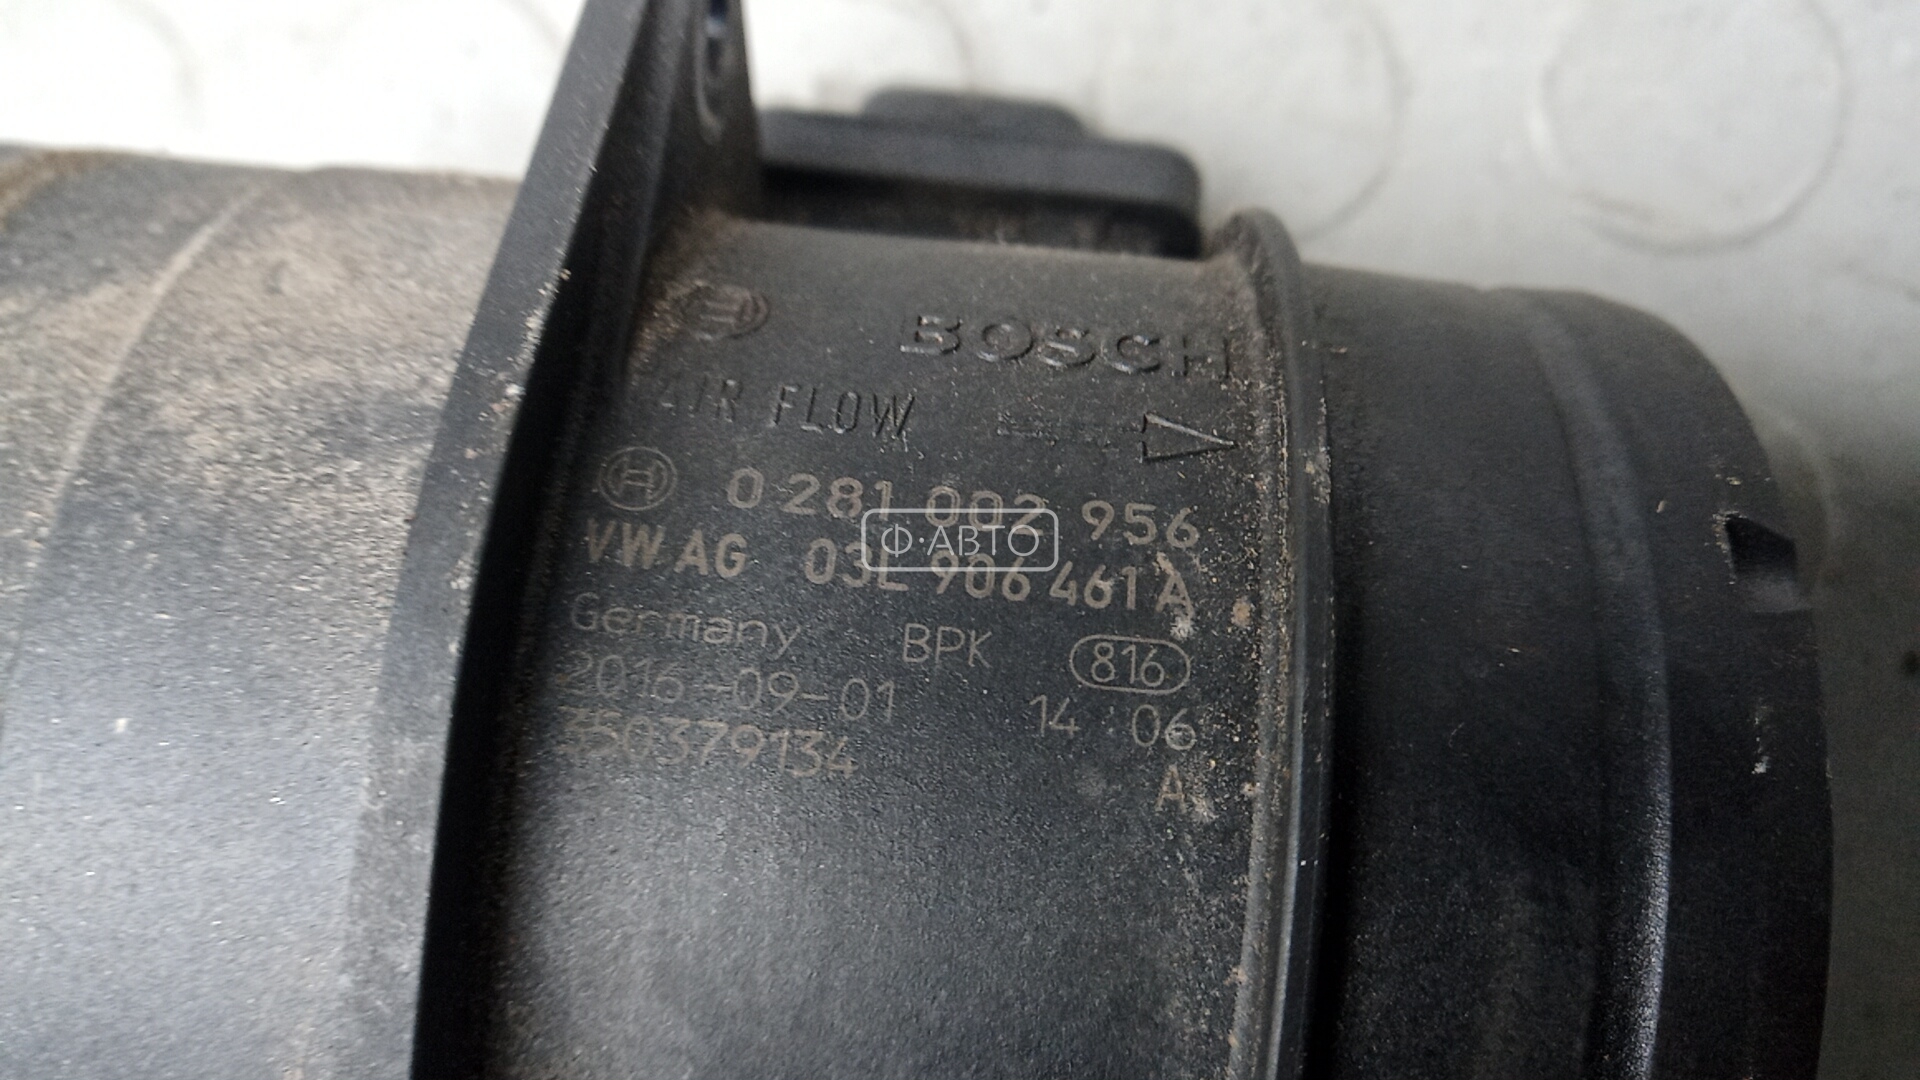 BOSCH
AIR FLOW
0 281 002 956
Ф·АВТО
VW AG 03L 906 461 A
Germany BPK 816
2016-09-01 14:06
350379134
A